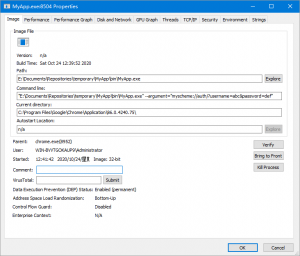 MyApp.exe:8504 Properties
Image Performance Performance Graph Disk and Network GPU Graph Threads TCP/IP Security Environment Strings
Image File
Version: n/a
Build Time: Sat Oct 24 12:39:52 2020
Path:
E:\Documents\Repositories\temporary\MyApp\bin\MyApp.exe Explore
Command line:
"E:\Documents\Repositories\temporary\MyApp\bin\MyApp.exe" --argument="myscheme://auth/?username=abc&password=def"
Current directory:
C:\Program Files\Google\Chrome\Application\86.0.4240.75\
Autostart Location:
n/a Explore
Parent: chrome.exe(8952)
User: WIN-BVVTGOKAUP9\Administrator
Started: 12:41:42 2020/10/24 Image: 32-bit
Comment:
VirusTotal: Submit
Data Execution Prevention (DEP) Status: Enabled (permanent)
Address Space Load Randomization: Bottom-Up
Control Flow Guard: Disabled
Enterprise Context: N/A
Verify
Bring to Front
Kill Process
OK Cancel